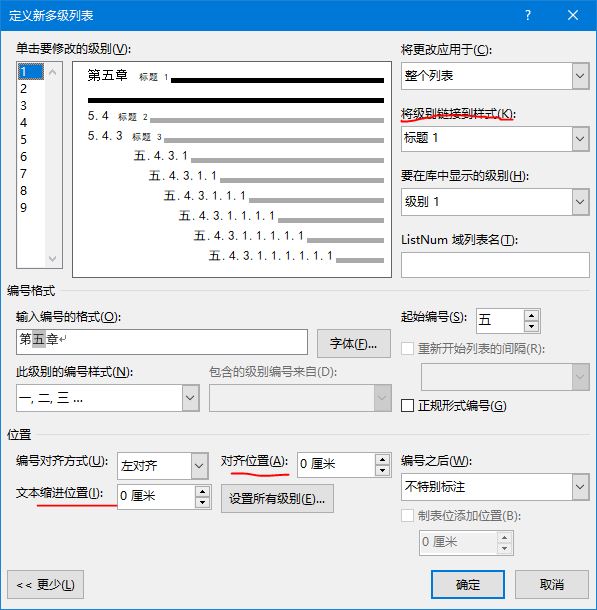 定义新多级列表
单击要修改的级别(V):
1
2
3
4
5
6
7
8
9
第五章 标题 1
5.4 标题 2
5.4.3 标题 3
五.4.3.1
五.4.3.1.1
五.4.3.1.1.1
五.4.3.1.1.1.1
五.4.3.1.1.1.1.1
五.4.3.1.1.1.1.1.1
将更改应用于(C):
整个列表
将级别链接到样式(K):
标题 1
要在库中显示的级别(H):
级别 1
ListNum 域列表名(T):
编号格式
输入编号的格式(O):
第五章
字体(F)...
起始编号(S): 五
重新开始列表的间隔(R):
此级别的编号样式(N):
一, 二, 三 ...
包含的级别编号来自(D):
正规形式编号(G)
位置
编号对齐方式(U): 左对齐
对齐位置(A): 0 厘米
文本缩进位置(I): 0 厘米
设置所有级别(E)...
编号之后(W):
不特别标注
制表位添加位置(B):
0 厘米
<< 更少(L)
确定
取消